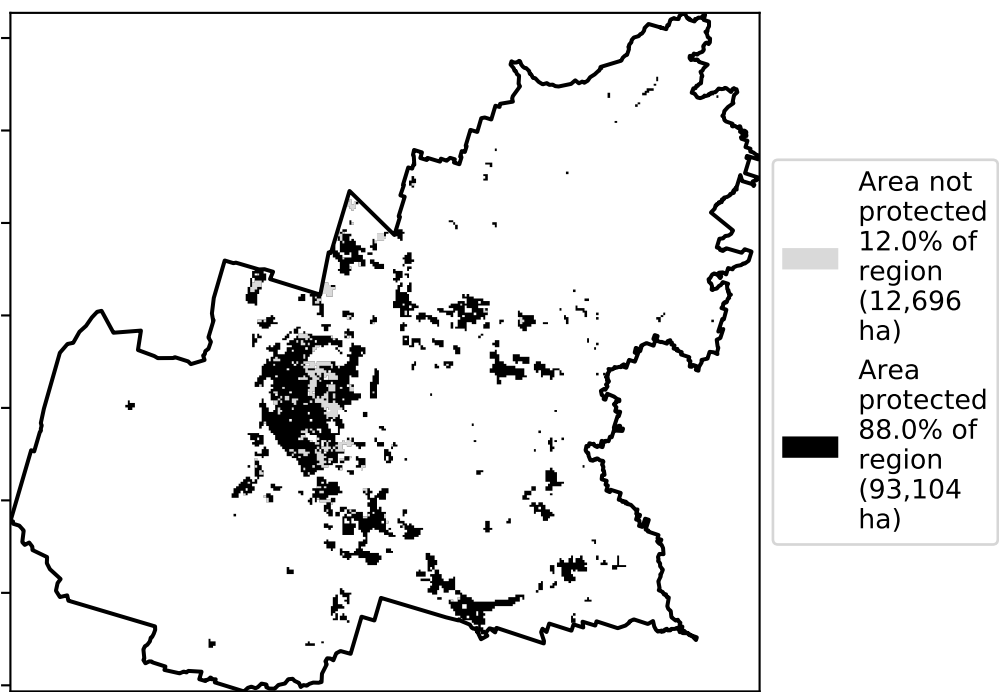 Area not
protected
12.0% of
region
(12,696
ha)
Area
protected
88.0% of
region
(93,104
ha)